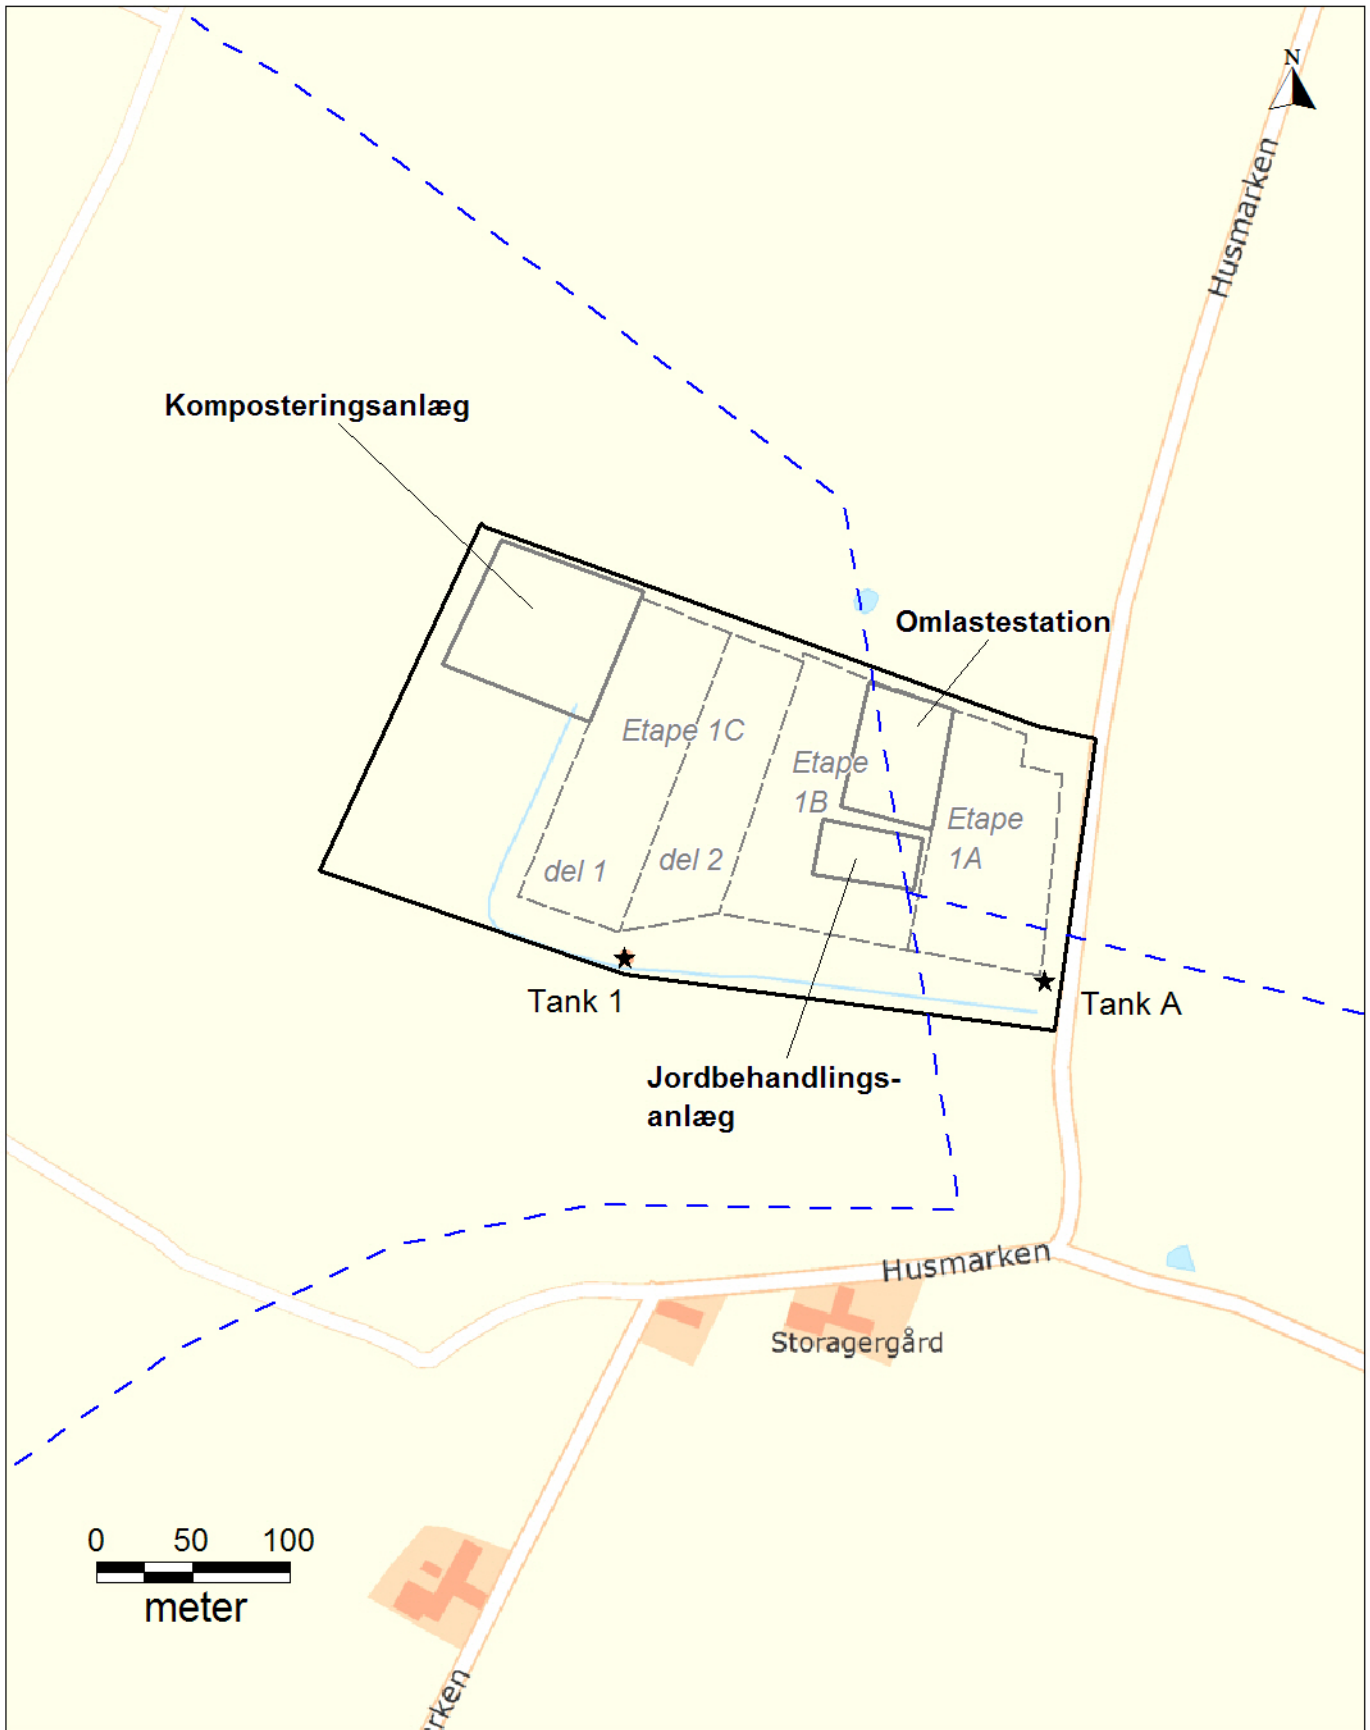 N
Husmarken
Komposteringsanlæg
Omlastestation
Etape 1C
Etape
1B
Etape
1A
del 1
del 2
Tank 1
Tank A
Jordbehandlings-
anlæg
Husmarken
Storagergård
0 50 100
meter
rken